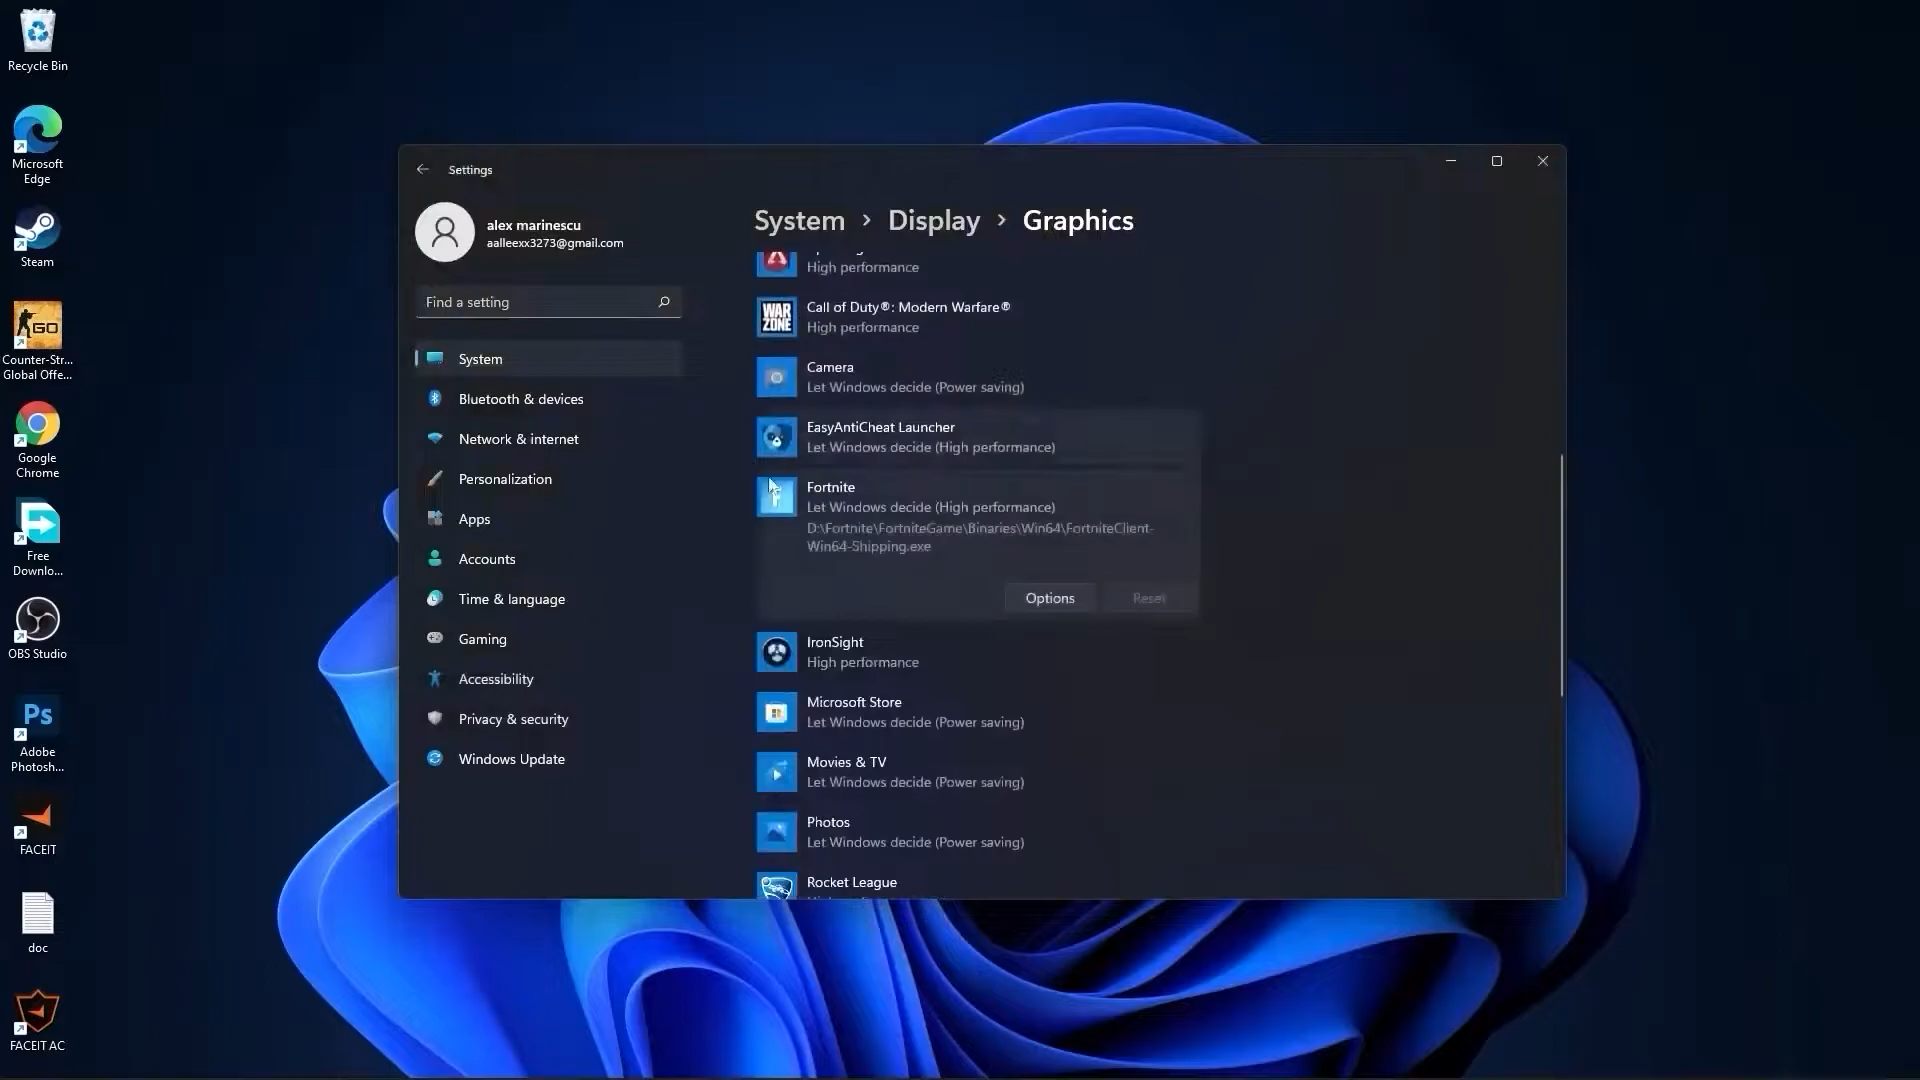 Recycle Bin
Microsoft
Edge
Steam
GO
Counter-Str...
Global Offe...
Google
Chrome
Free
Downlo...
OBS Studio
Ps
Adobe
Photosh...
FACEIT
doc
FACEIT AC
Settings
alex marinescu
aalleexx3273@gmail.com
Find a setting
System
Bluetooth & devices
Network & internet
Personalization
Apps
Accounts
Time & language
Gaming
Accessibility
Privacy & security
Windows Update
System > Display > Graphics
High performance
WAR
ZONE
Call of Duty®: Modern Warfare®
High performance
Camera
Let Windows decide (Power saving)
EasyAntiCheat Launcher
Let Windows decide (High performance)
Fortnite
Let Windows decide (High performance)
D:\Fortnite\FortniteGame\Binaries\Win64\FortniteClient-
Win64-Shipping.exe
Options
Reset
IronSight
High performance
Microsoft Store
Let Windows decide (Power saving)
Movies & TV
Let Windows decide (Power saving)
Photos
Let Windows decide (Power saving)
Rocket League